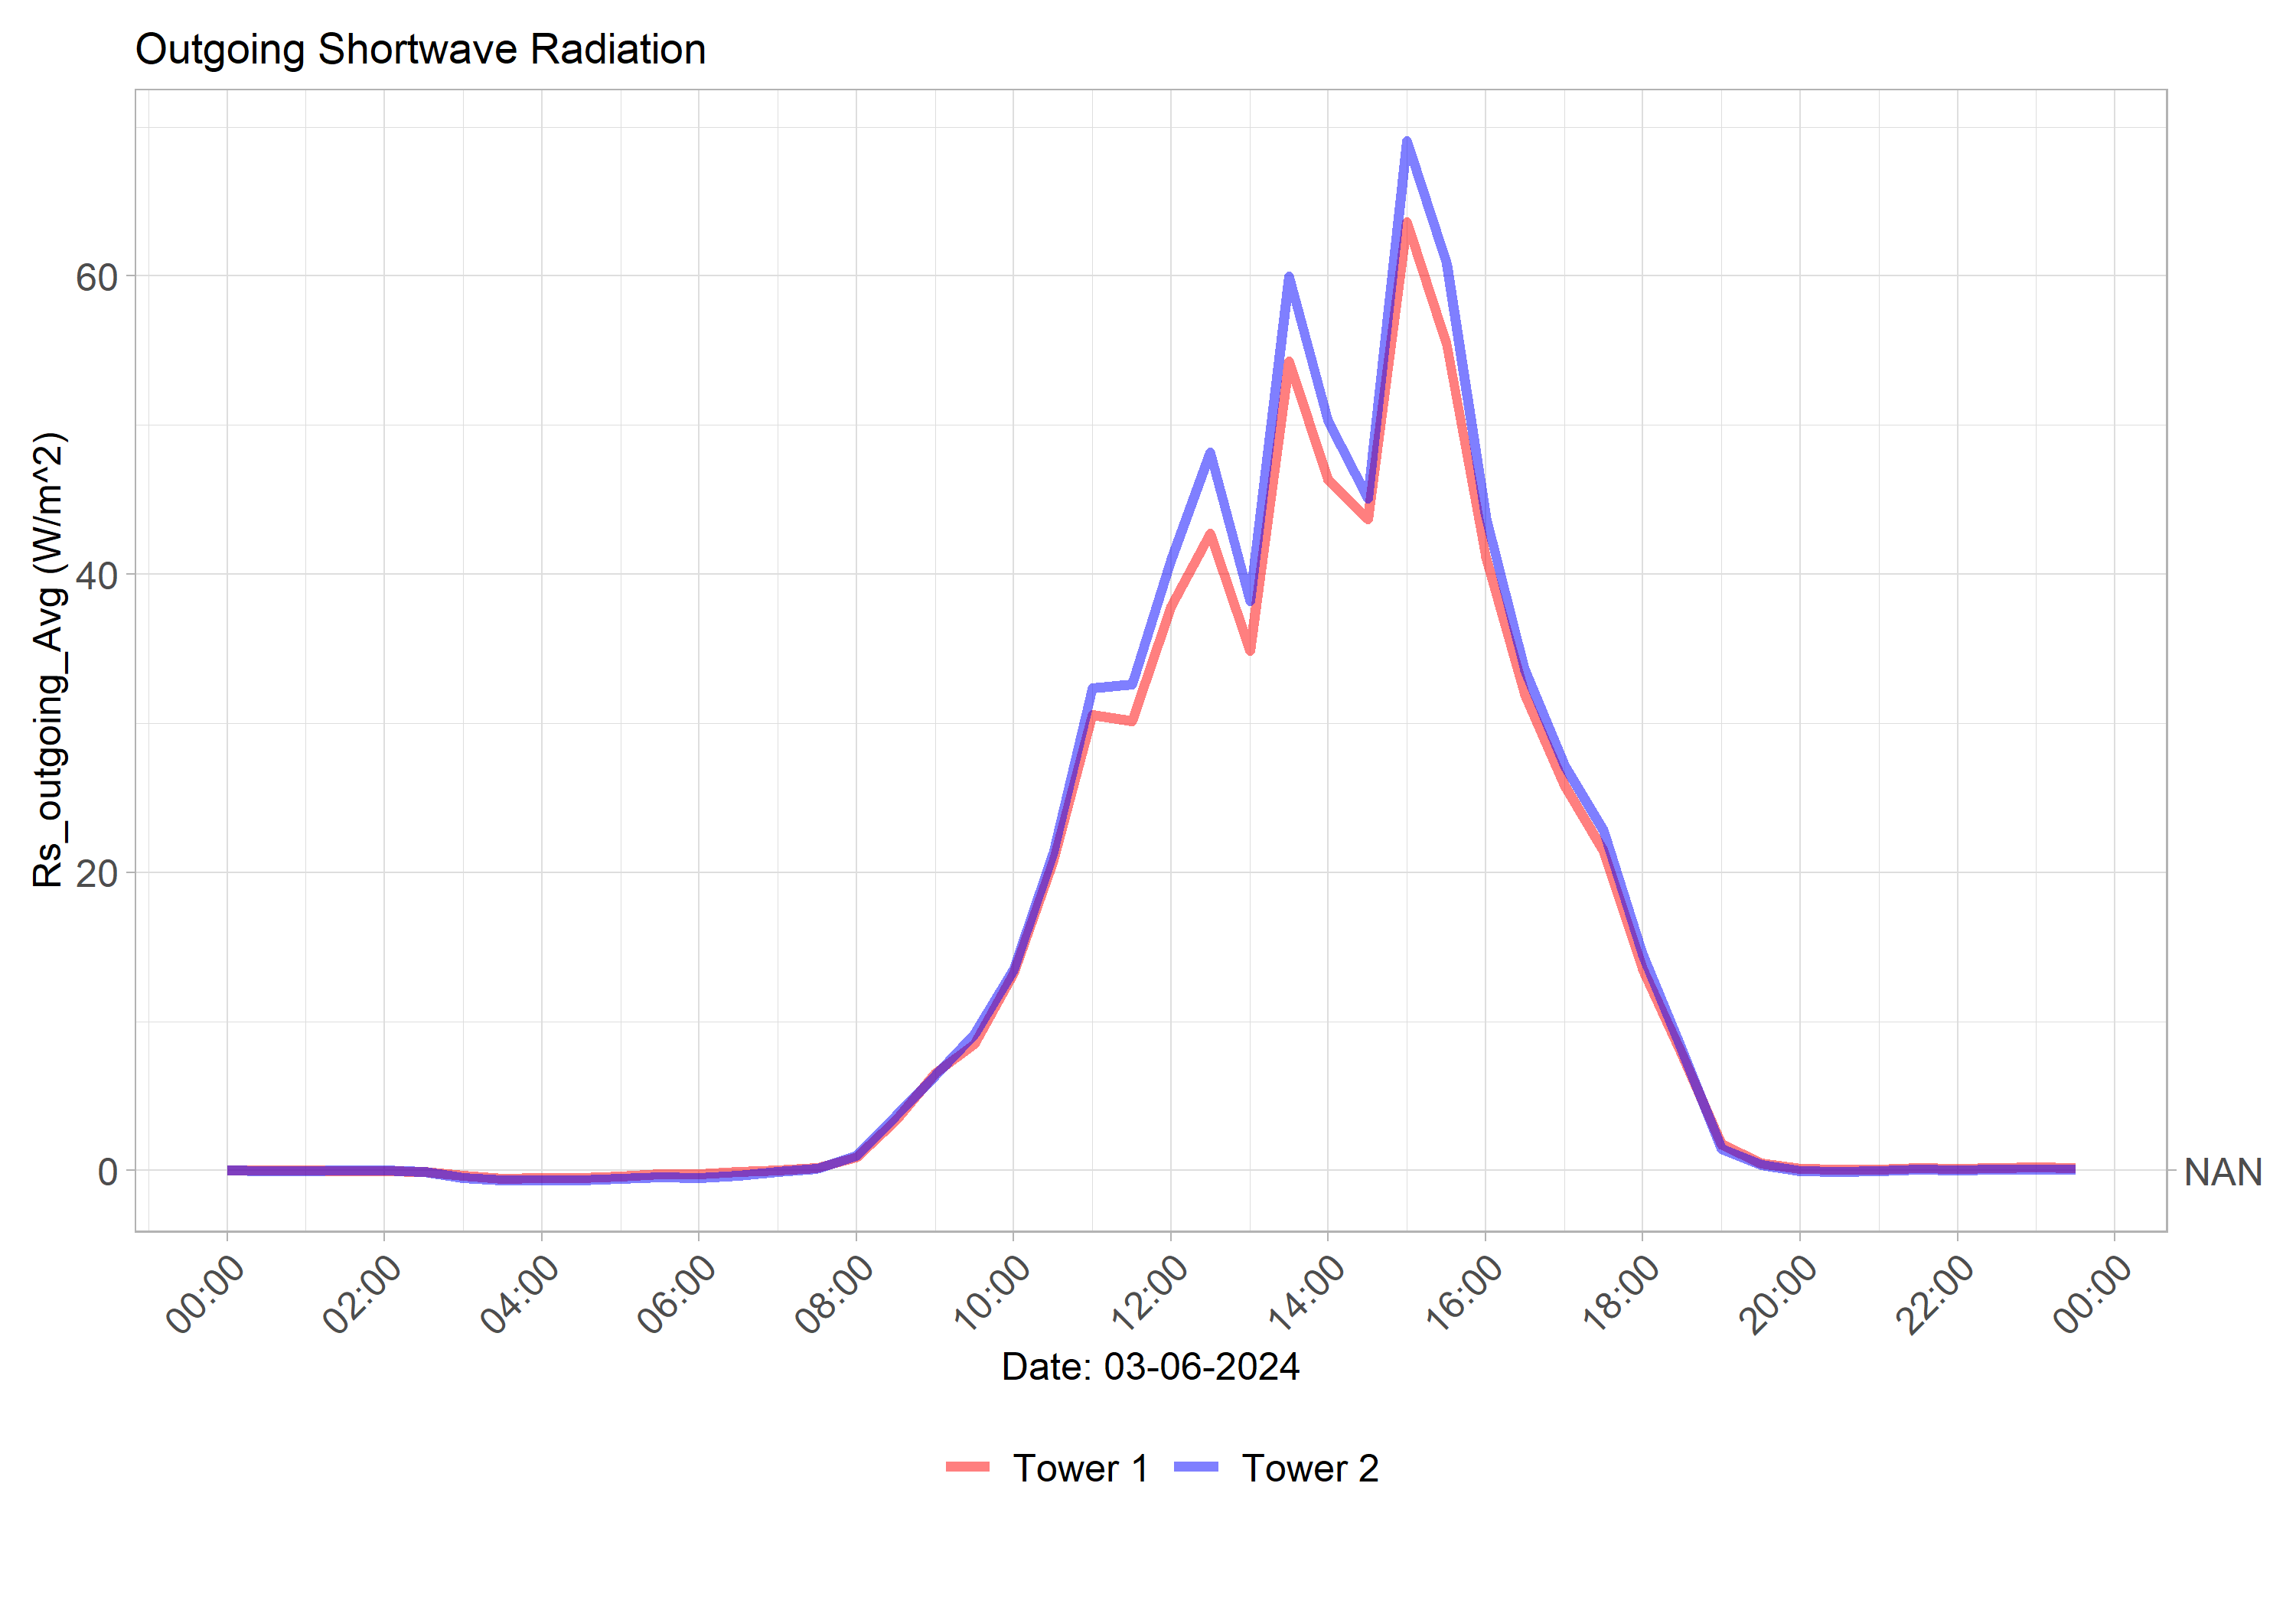 Outgoing Shortwave Radiation
Rs_outgoing_Avg (W/m^2)
60
40
20
0
NAN
00:00
02:00
04:00
06:00
08:00
10:00
12:00
14:00
16:00
18:00
20:00
22:00
00:00
Date: 03-06-2024
Tower 1
Tower 2